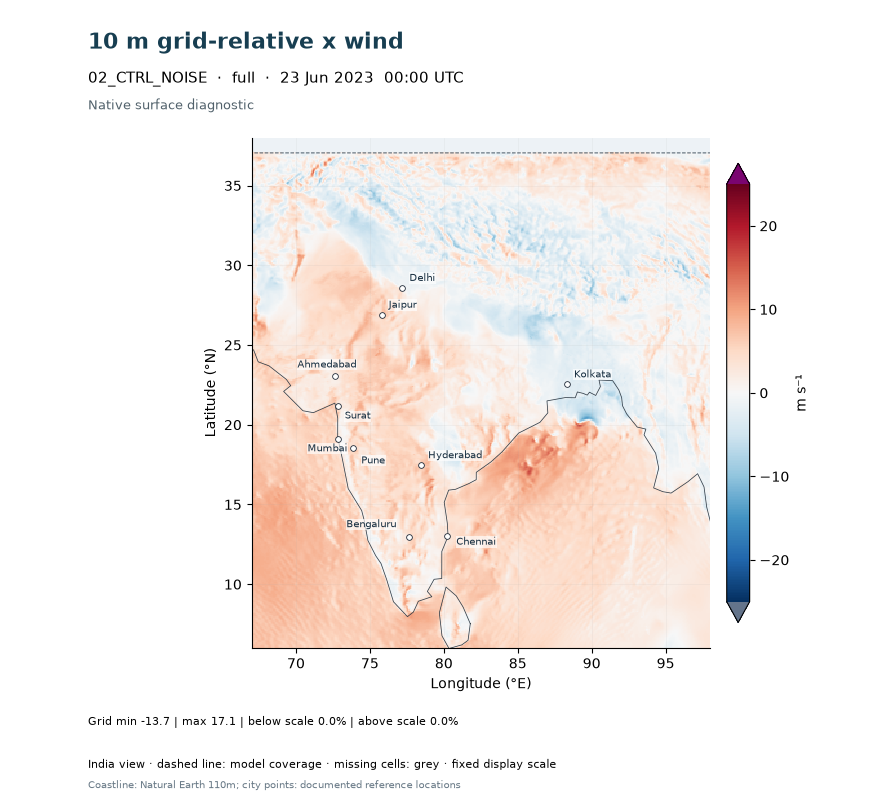 10 m grid-relative x wind
02_CTRL_NOISE · full · 23 Jun 2023 00:00 UTC
Native surface diagnostic
35
30
25
20
15
10
Latitude (°N)
Delhi
Jaipur
Ahmedabad
Kolkata
Surat
Mumbai
Pune
Hyderabad
Bengaluru
Chennai
70
75
80
85
90
95
Longitude (°E)
20
10
0
−10
−20
m s⁻¹
Grid min -13.7 | max 17.1 | below scale 0.0% | above scale 0.0%
India view · dashed line: model coverage · missing cells: grey · fixed display scale
Coastline: Natural Earth 110m; city points: documented reference locations